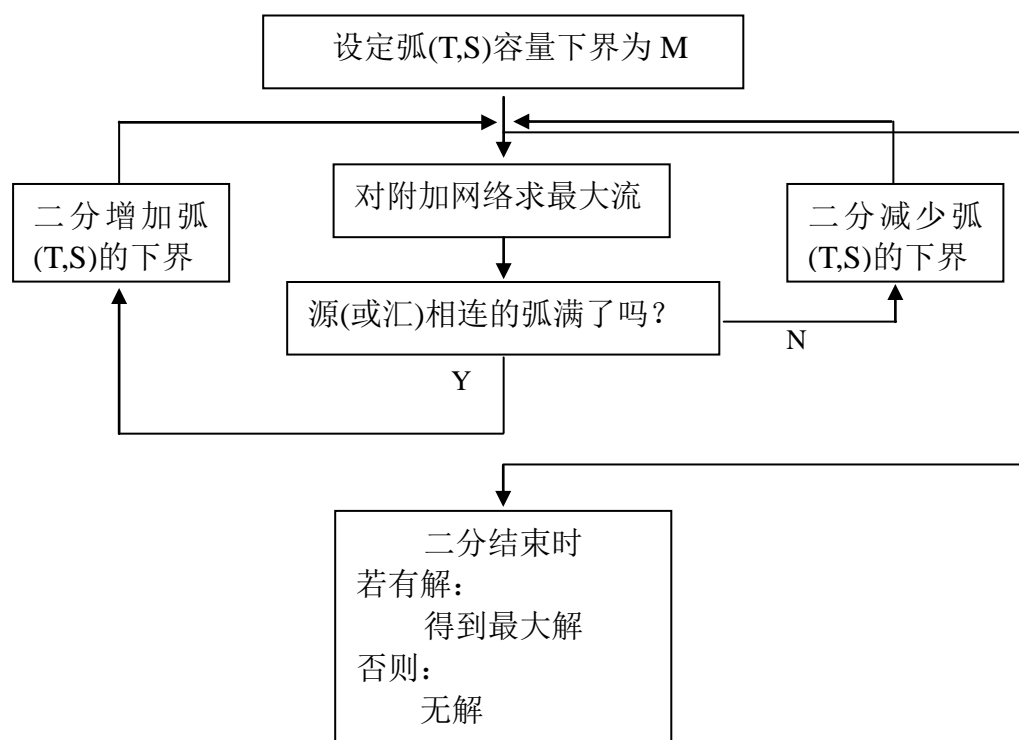 设定弧(T,S)容量下界为 M
二分增加弧
(T,S)的下界
对附加网络求最大流
二分减少弧
(T,S)的下界
源(或汇)相连的弧满了吗？
N
Y
二分结束时
若有解：
得到最大解
否则：
无解